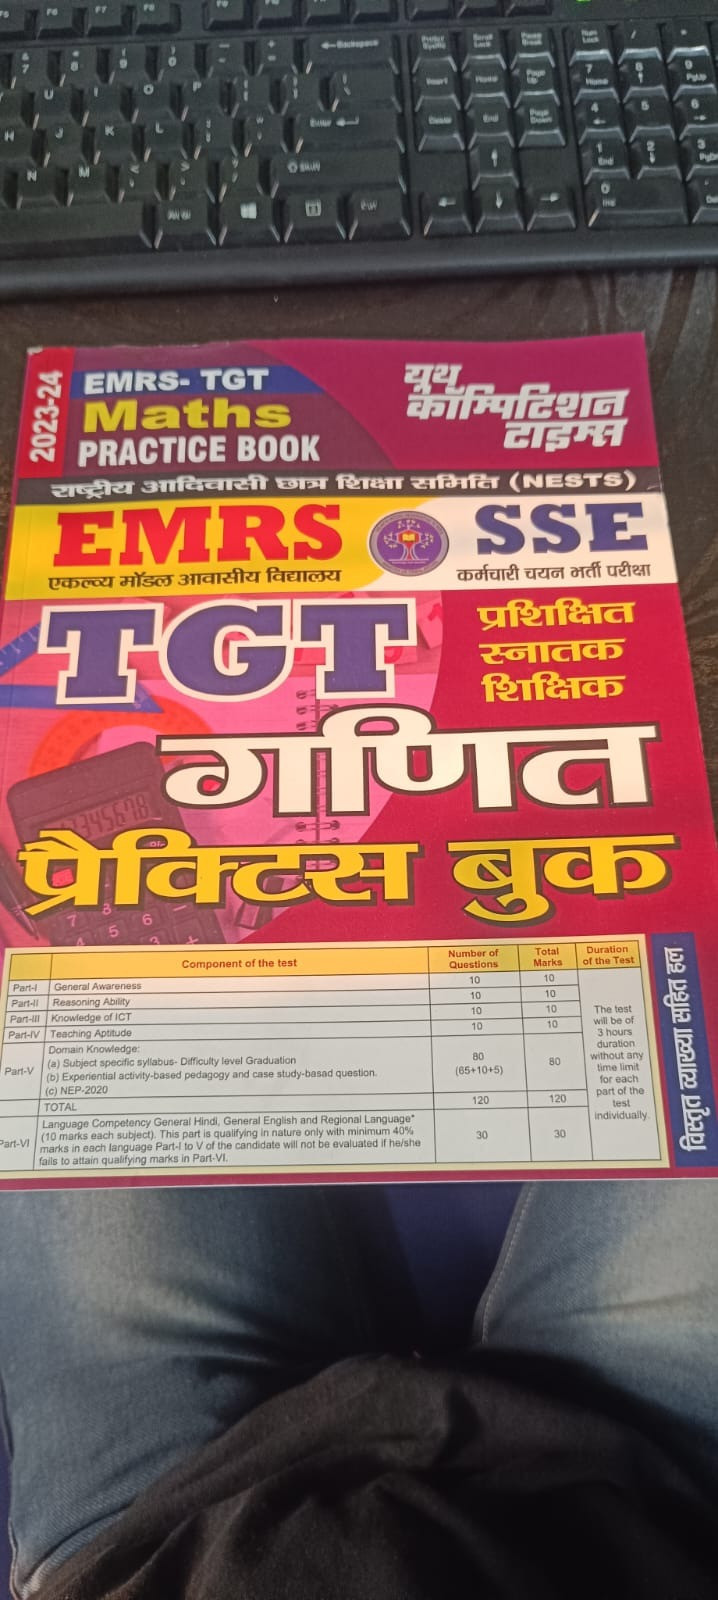 2023-24
EMRS- TGT
Maths
PRACTICE BOOK
यूथ
कॉम्पिटिशन
टाइम्स
राष्ट्रीय आदिवासी छात्र शिक्षा समिति (NESTS)
EMRS
एकलव्य मॉडल आवासीय विद्यालय
SSE
कर्मचारी चयन भर्ती परीक्षा
TGT
प्रशिक्षित
स्नातक
शिक्षिक
गणित
प्रैक्टिस बुक
Component of the test
Number of Questions
Total Marks
Duration of the Test
Part-I General Awareness 10 10
Part-II Reasoning Ability 10 10
Part-III Knowledge of ICT 10 10
Part-IV Teaching Aptitude 10 10
Part-V Domain Knowledge:
(a) Subject specific syllabus- Difficulty level Graduation
(b) Experiential activity-based pedagogy and case study-basad question.
(c) NEP-2020
80
(65+10+5)
80
TOTAL 120 120
Part-VI Language Competency General Hindi, General English and Regional Language*
(10 marks each subject). This part is qualifying in nature only with minimum 40%
marks in each language Part-I to V of the candidate will not be evaluated if he/she
fails to attain qualifying marks in Part-VI.
30 30
The test
will be of
3 hours
duration
without any
time limit
for each
part of the
test
individually.
विस्तृत व्याख्या सहित हल